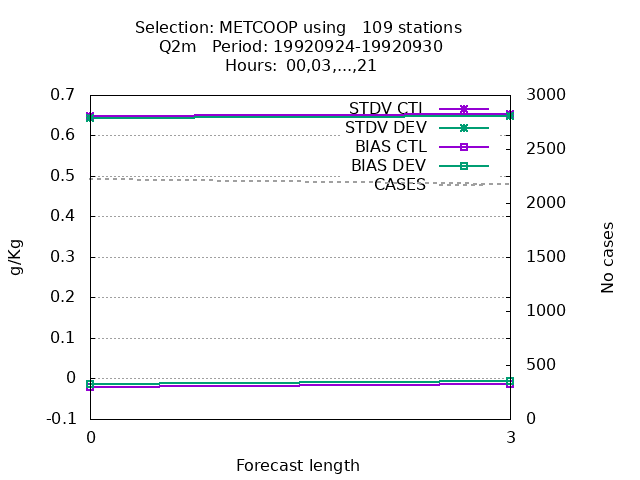 Selection: METCOOP using 109 stations
Q2m Period: 19920924-19920930
Hours: 00,03,...,21
0.7
0.6
0.5
0.4
0.3
0.2
0.1
0
-0.1
g/Kg
STDV CTL
STDV DEV
BIAS CTL
BIAS DEV
CASES
3000
2500
2000
1500
1000
500
0
No cases
0
3
Forecast length